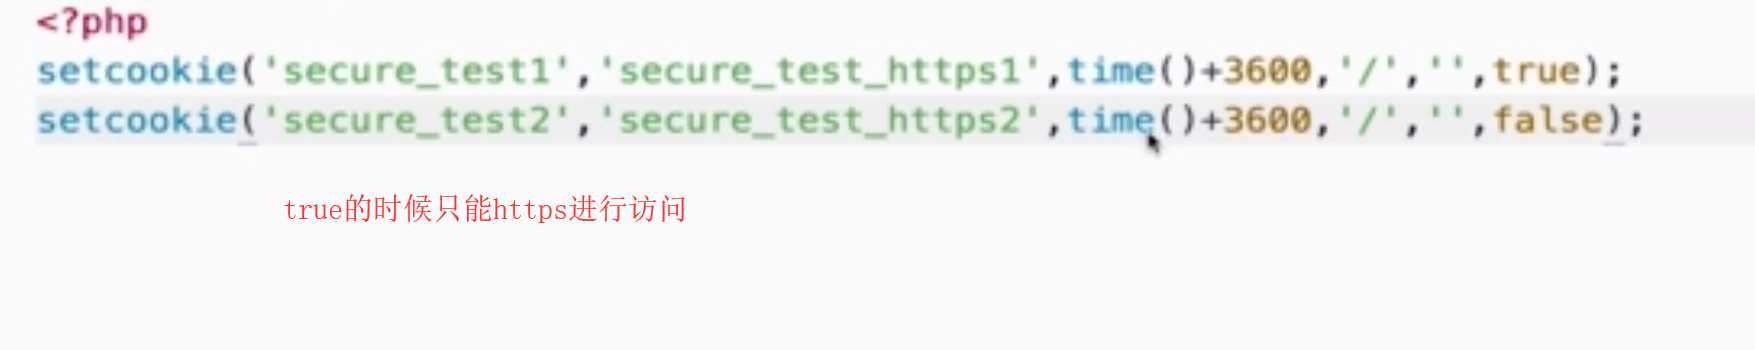 <?php
setcookie('secure_test1','secure_test_https1',time()+3600,'/','',true);
setcookie('secure_test2','secure_test_https2',time()+3600,'/','',false);
true的时候只能https进行访问